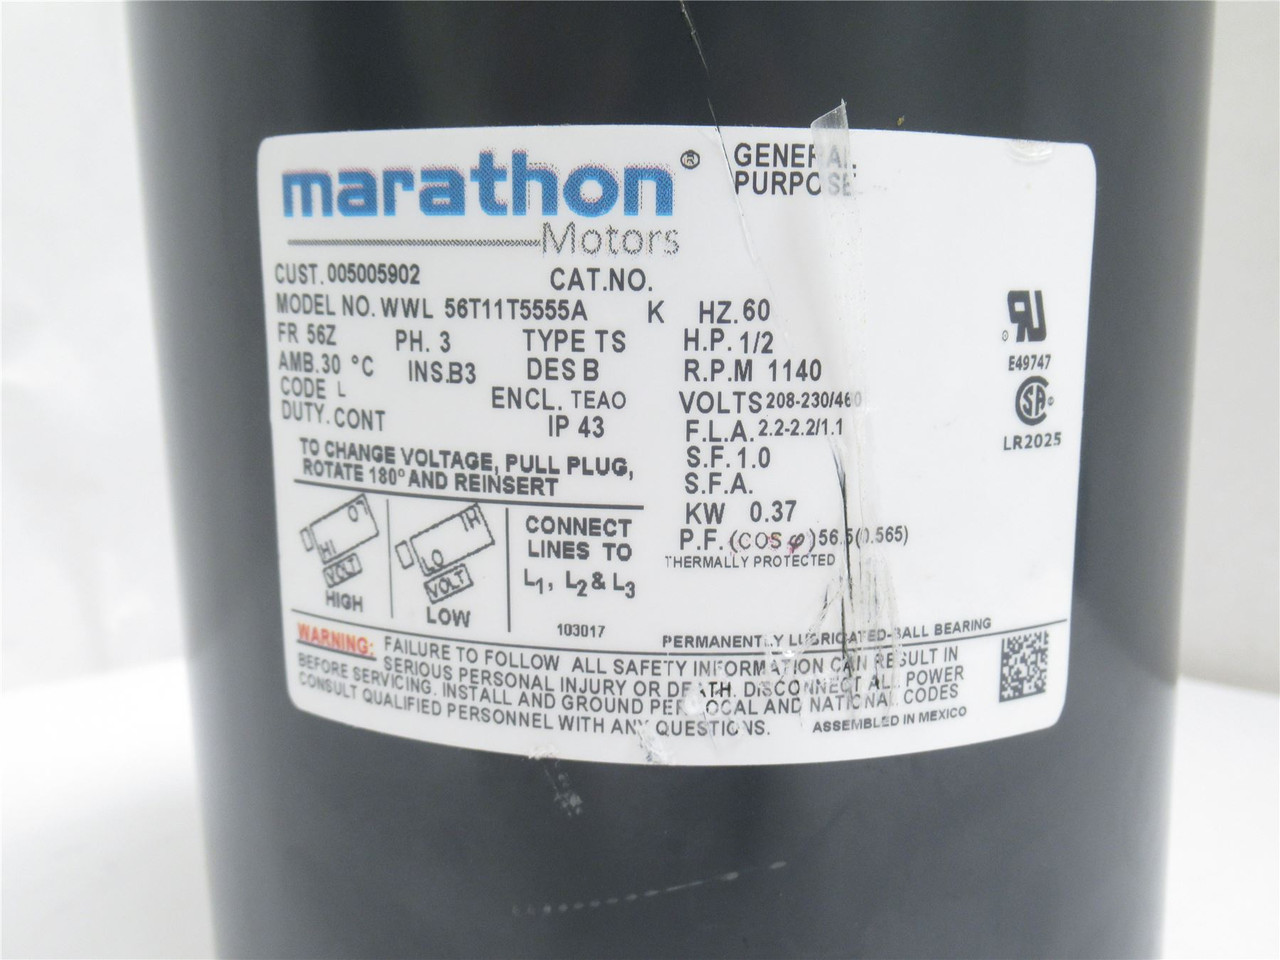 marathon ®
Motors
GENERAL
PURPOSE
CUST. 005005902 CAT.NO.
MODEL NO. WWL 56T11T5555A K HZ. 60
FR 56Z PH. 3 TYPE TS H.P. 1/2
AMB. 30 °C INS.B3 DES B R.P.M 1140
CODE L ENCL. TEAO VOLTS 208-230/460
DUTY. CONT IP 43 F.L.A. 2.2-2.2/1.1
S.F. 1.0
S.F.A.
KW 0.37
P.F. (COS φ) 56.5(0.565)
THERMALLY PROTECTED
TO CHANGE VOLTAGE, PULL PLUG,
ROTATE 180° AND REINSERT
LO
HI
VOLT
HIGH
HI
LO
VOLT
LOW
CONNECT
LINES TO
L1, L2 & L3
103017
PERMANENTLY LUBRICATED-BALL BEARING
WARNING: FAILURE TO FOLLOW ALL SAFETY INFORMATION CAN RESULT IN
SERIOUS PERSONAL INJURY OR DEATH. DISCONNECT ALL POWER
BEFORE SERVICING. INSTALL AND GROUND PER LOCAL AND NATIONAL CODES
CONSULT QUALIFIED PERSONNEL WITH ANY QUESTIONS.
ASSEMBLED IN MEXICO
RU
E49747
SA
LR2025